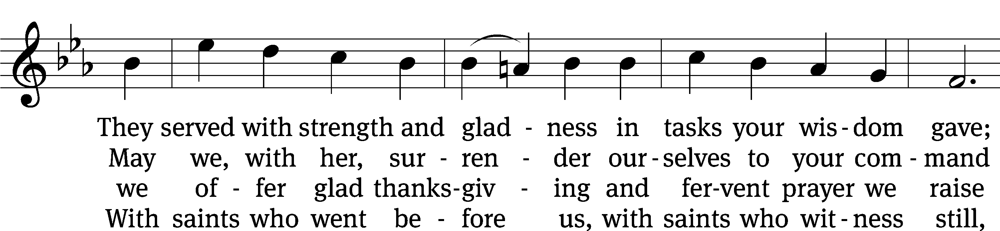 They served with strength and glad - ness in tasks your wis - dom gave;
May we, with her, sur - ren - der our - selves to your com - mand
we of - fer glad thanks - giv - ing and fer - vent prayer we raise
With saints who went be - fore us, with saints who wit - ness still,